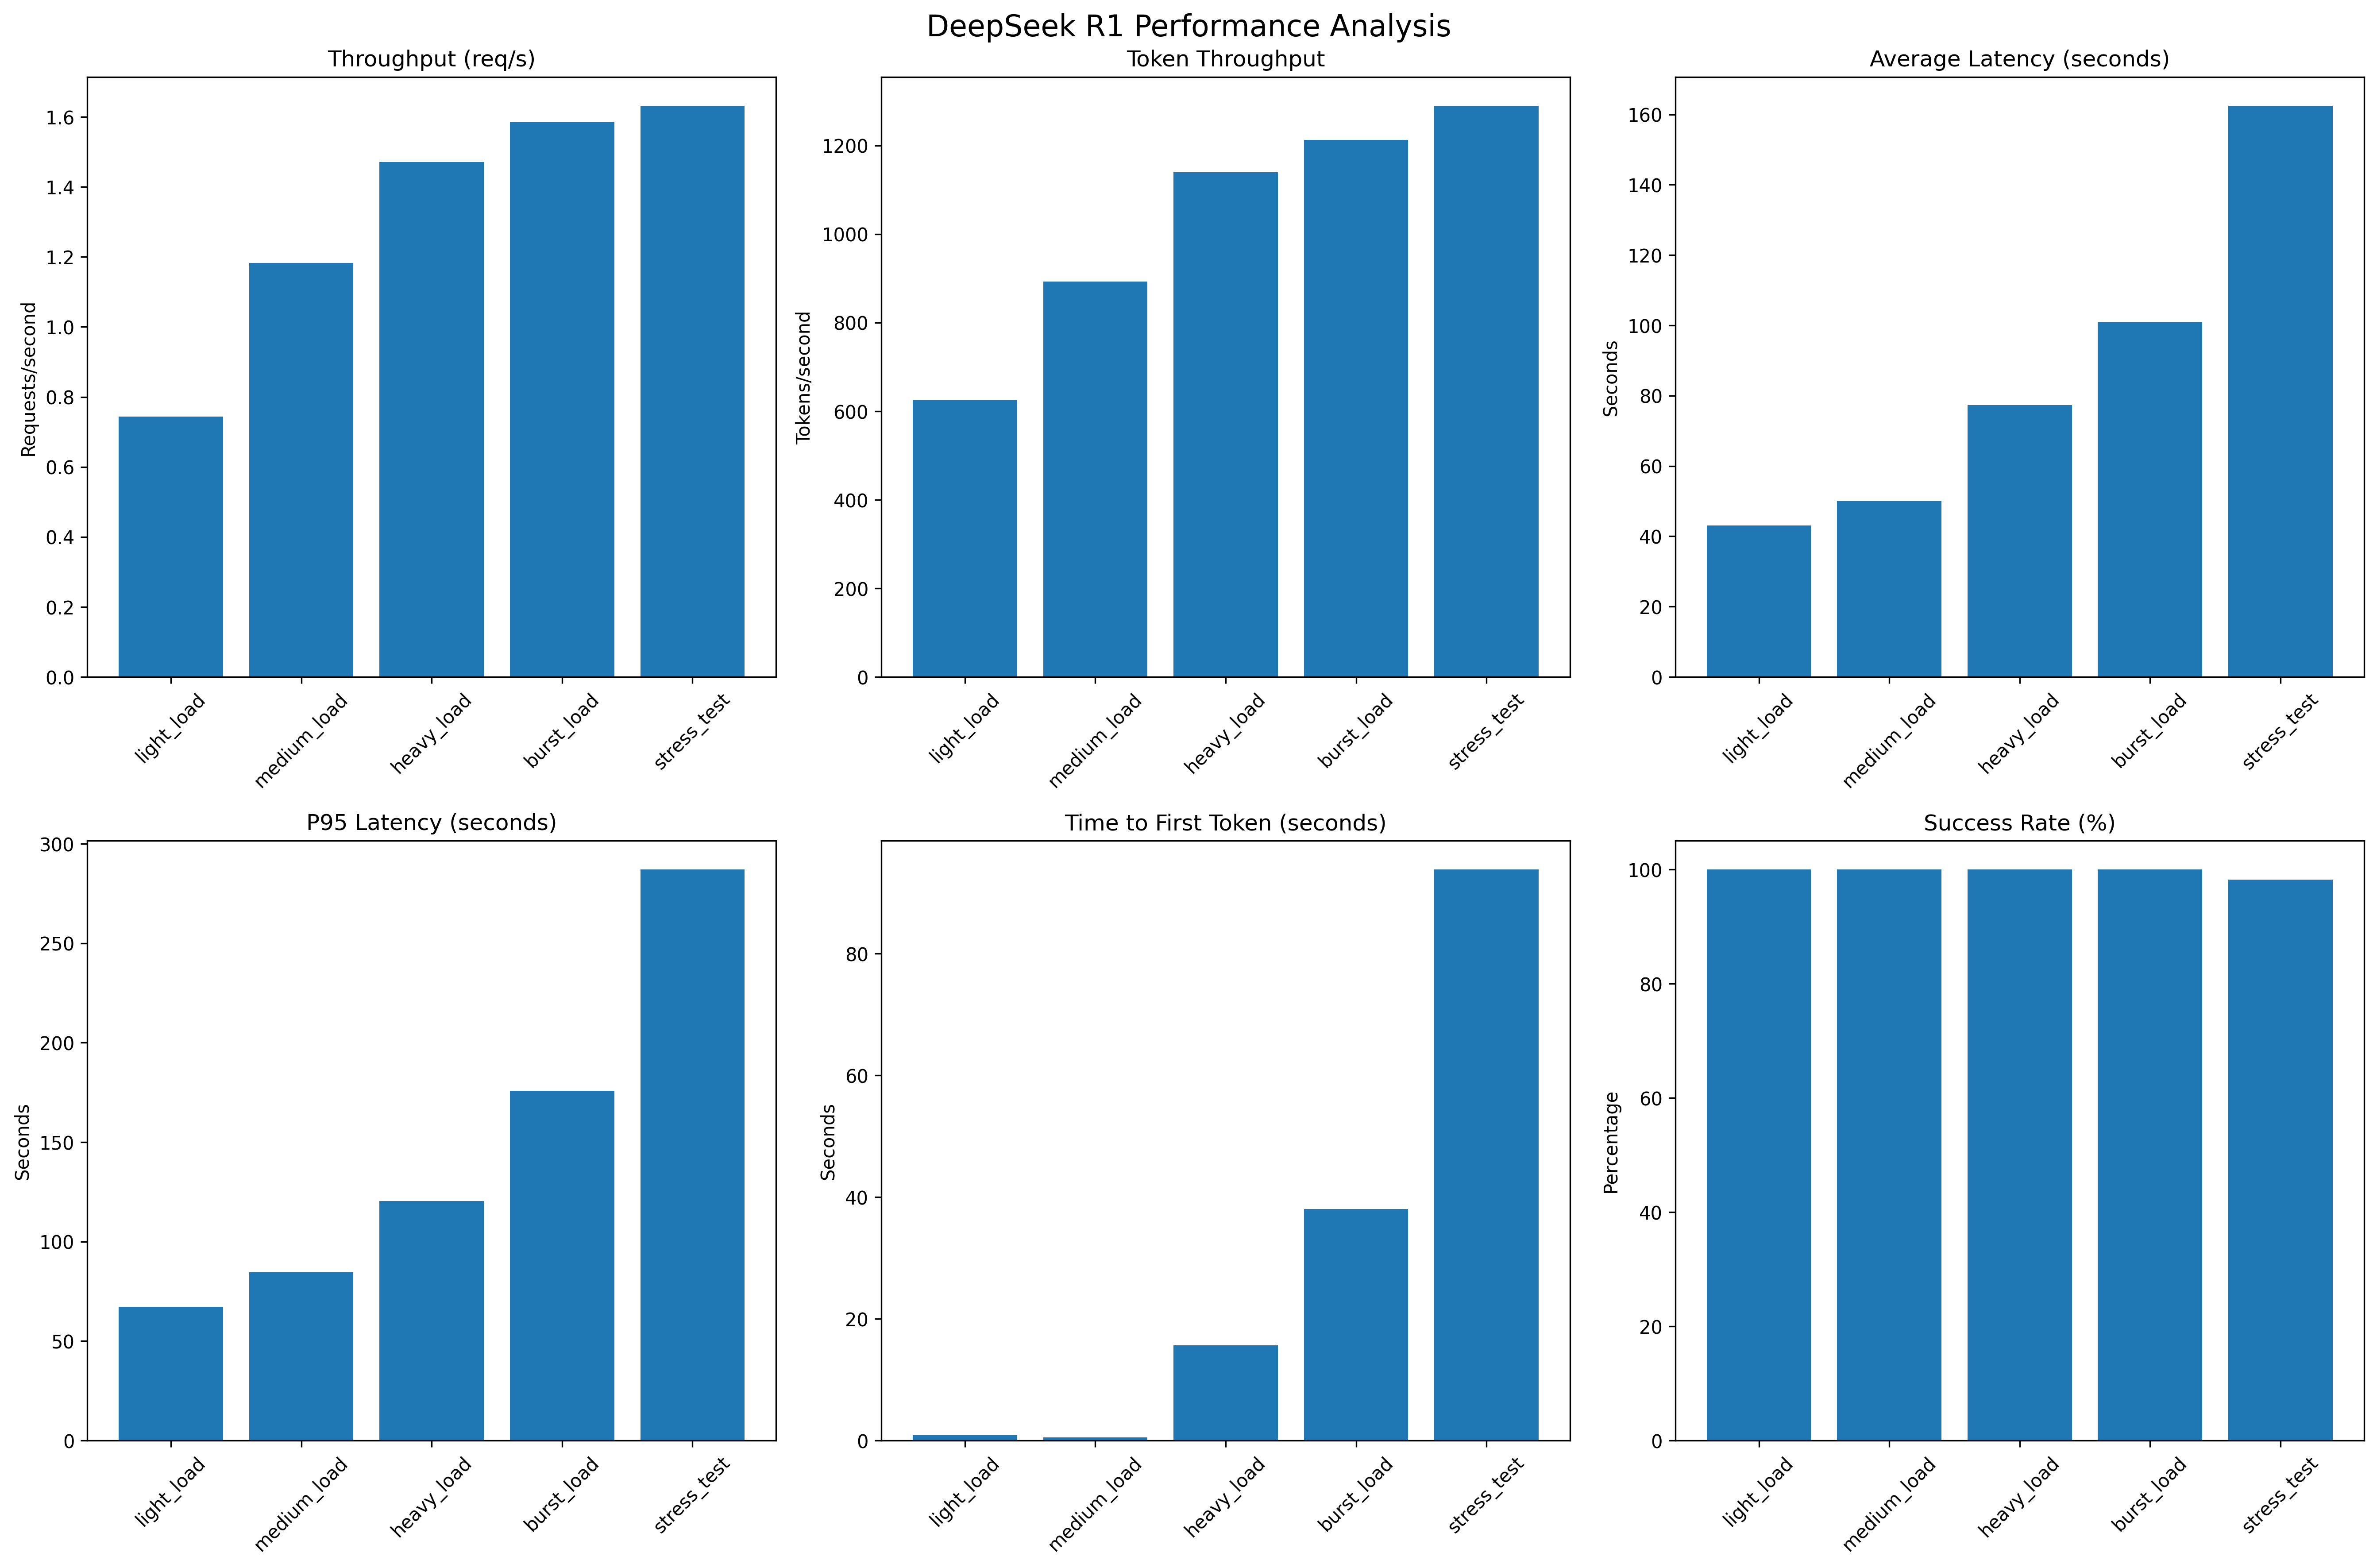 DeepSeek R1 Performance Analysis
Throughput (req/s)
Requests/second
1.6
1.4
1.2
1.0
0.8
0.6
0.4
0.2
0.0
light_load
medium_load
heavy_load
burst_load
stress_test
Token Throughput
Tokens/second
1200
1000
800
600
400
200
0
light_load
medium_load
heavy_load
burst_load
stress_test
Average Latency (seconds)
Seconds
160
140
120
100
80
60
40
20
0
light_load
medium_load
heavy_load
burst_load
stress_test
P95 Latency (seconds)
Seconds
300
250
200
150
100
50
0
light_load
medium_load
heavy_load
burst_load
stress_test
Time to First Token (seconds)
Seconds
80
60
40
20
0
light_load
medium_load
heavy_load
burst_load
stress_test
Success Rate (%)
Percentage
100
80
60
40
20
0
light_load
medium_load
heavy_load
burst_load
stress_test